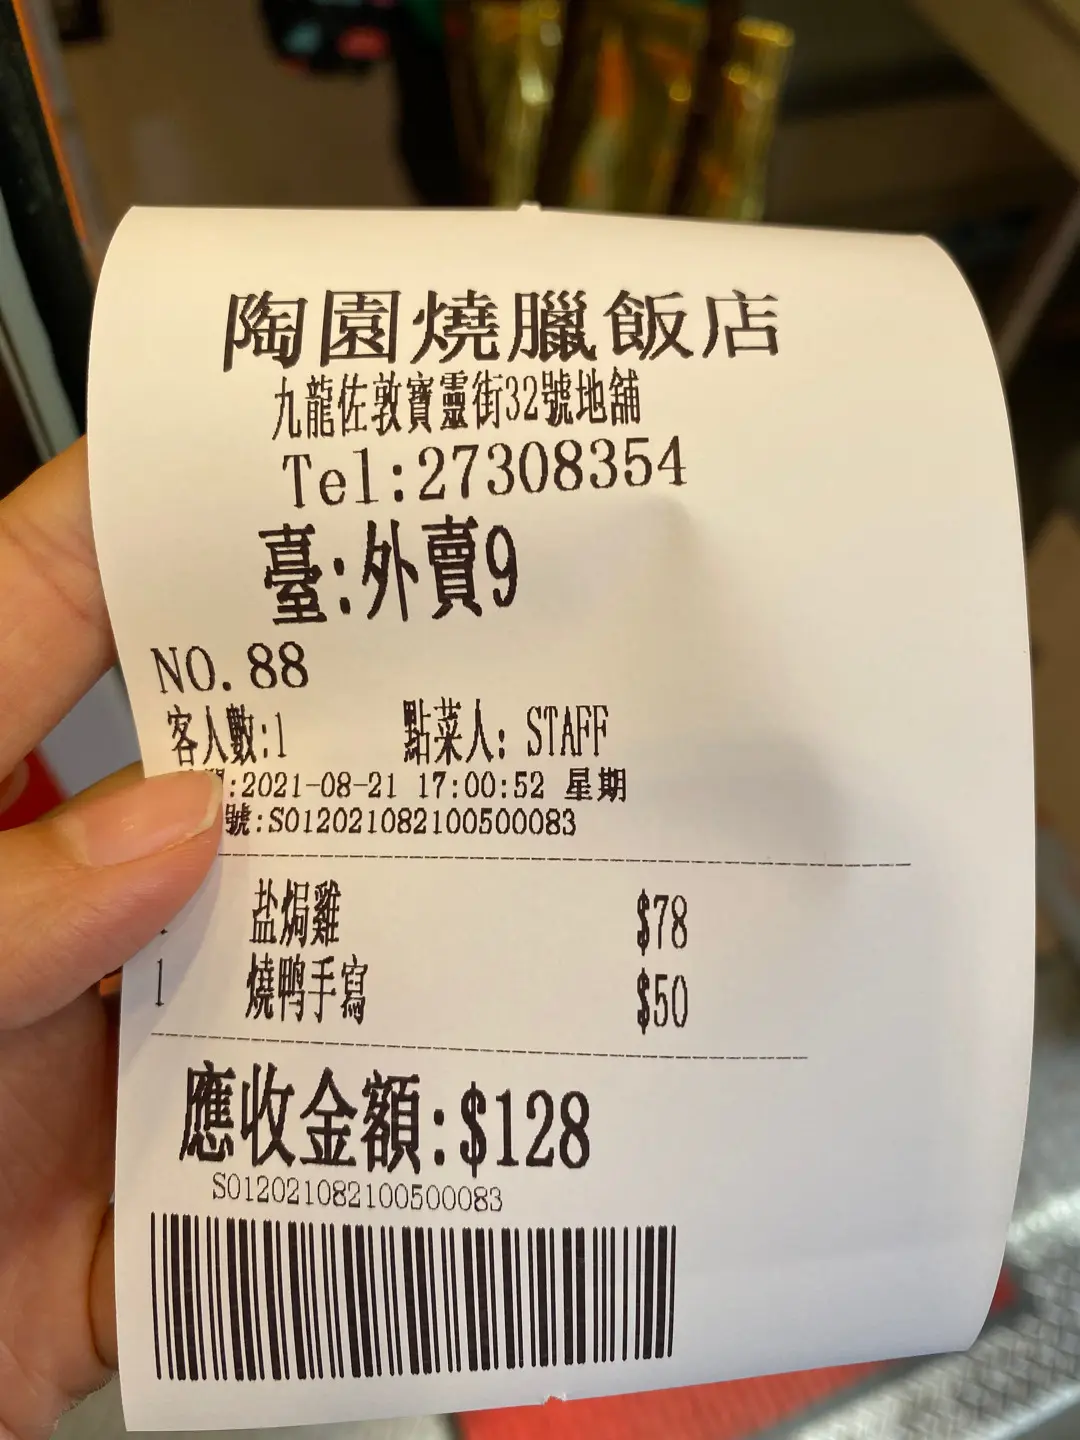 陶園燒臘飯店
九龍佐敦寶靈街32號地舖
Tel:27308354
臺:外賣9
NO.88
客人數:1 點菜人: STAFF
:2021-08-21 17:00:52 星期
號:S012021082100500083
盐焗雞 $78
1 燒鸭手寫 $50
應收金額:$128
S012021082100500083